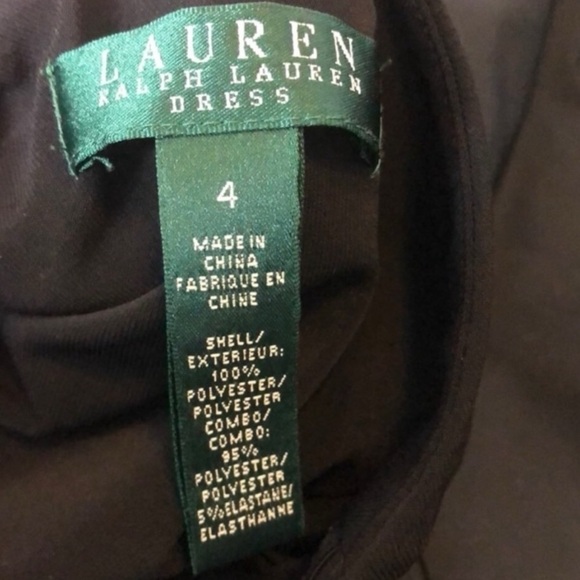 LAUREN
RALPH LAUREN
DRESS
4
MADE IN
CHINA
FABRIQUE EN
CHINE
SHELL/
EXTERIEUR:
100%
POLYESTER/
POLYESTER
COMBO/
COMBO:
95%
POLYESTER/
POLYESTER
5%ELASTANE/
ELASTHANNE